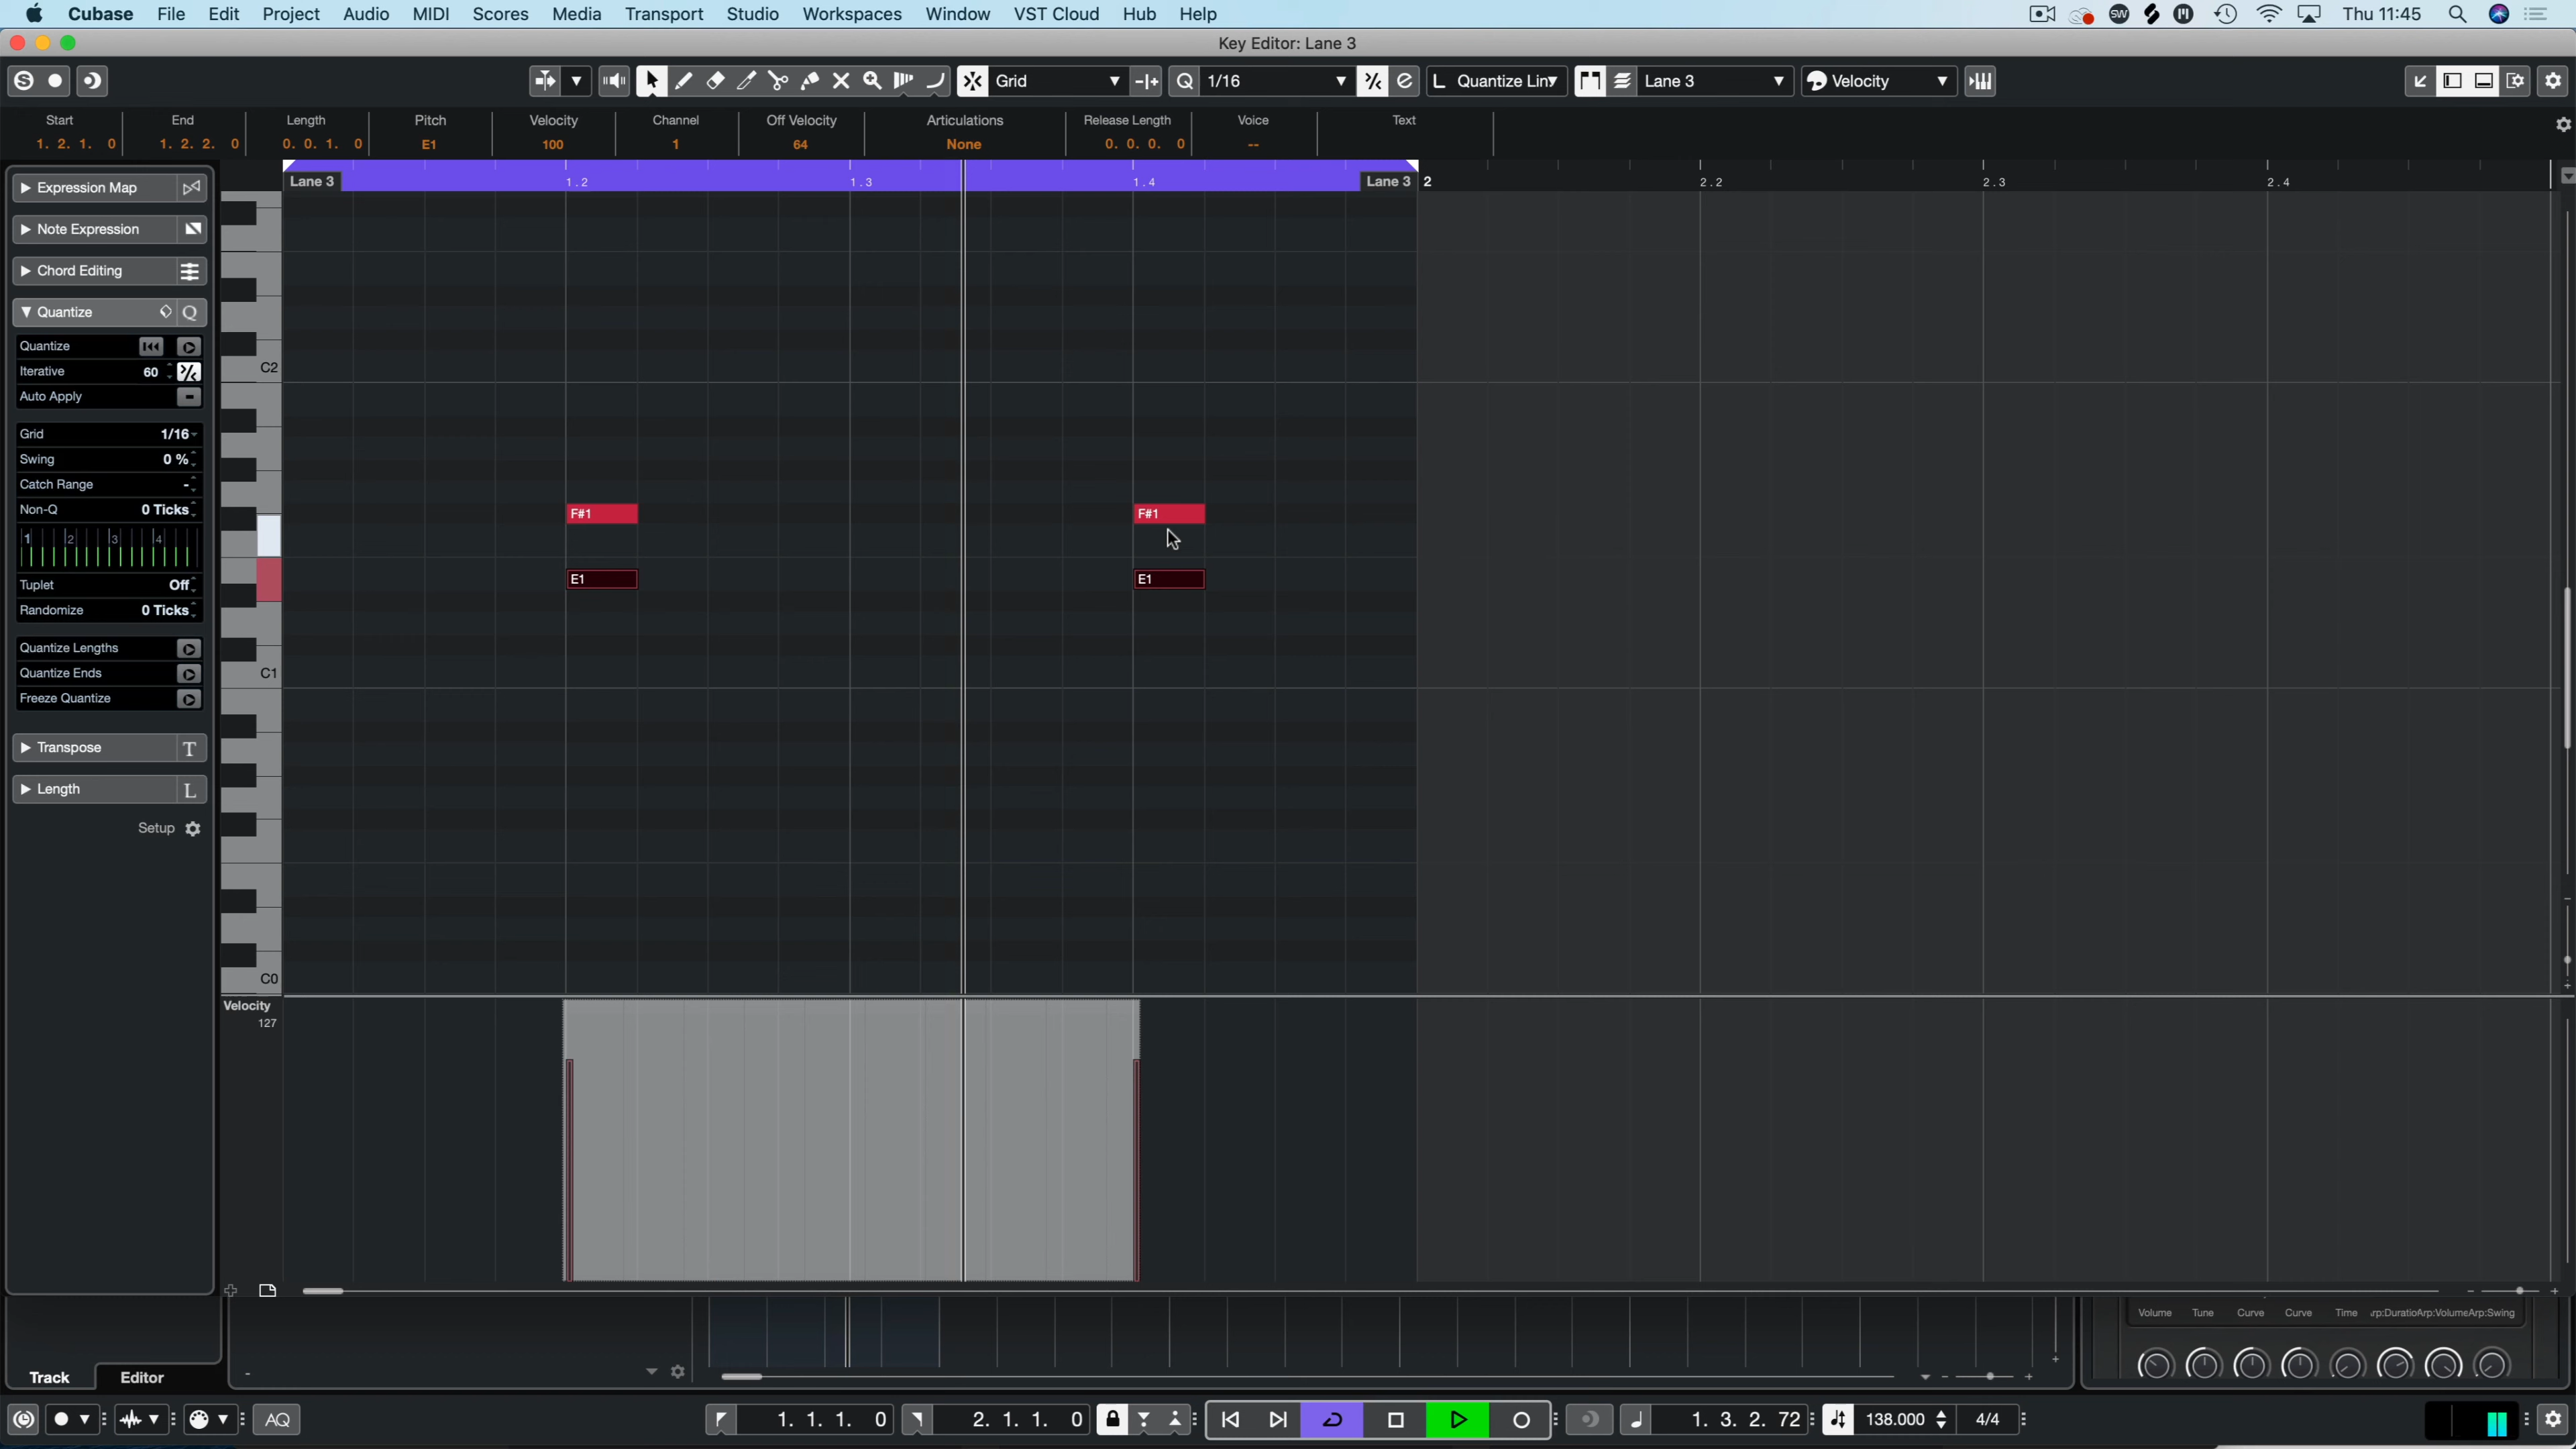 Cubase File Edit Project Audio MIDI Scores Media Transport Studio Workspaces Window VST Cloud Hub Help Thu 11:45
Key Editor: Lane 3
Grid 1/16 L Quantize Lin Lane 3 Velocity
Start End Length Pitch Velocity Channel Off Velocity Articulations Release Length Voice Text
1. 2. 1. 0 1. 2. 2. 0 0. 0. 1. 0 E1 100 1 64 None 0. 0. 0. 0 --
Lane 3 1.2 1.3 1.4 Lane 3 2 2.2 2.3 2.4
Expression Map
Note Expression
Chord Editing
Quantize Q
Quantize
Iterative 60
Auto Apply
Grid 1/16
Swing 0 %
Catch Range -
Non-Q 0 Ticks
1 2 3 4
Tuplet Off
Randomize 0 Ticks
Quantize Lengths
Quantize Ends
Freeze Quantize
Transpose T
Length L
Setup
C2
C1
C0
F#1 F#1
E1 E1
Velocity
127
Volume Tune Curve Curve Time Arp:Swing
Track Editor
AQ 1. 1. 1. 0 2. 1. 1. 0 1. 3. 2. 72 138.000 4/4